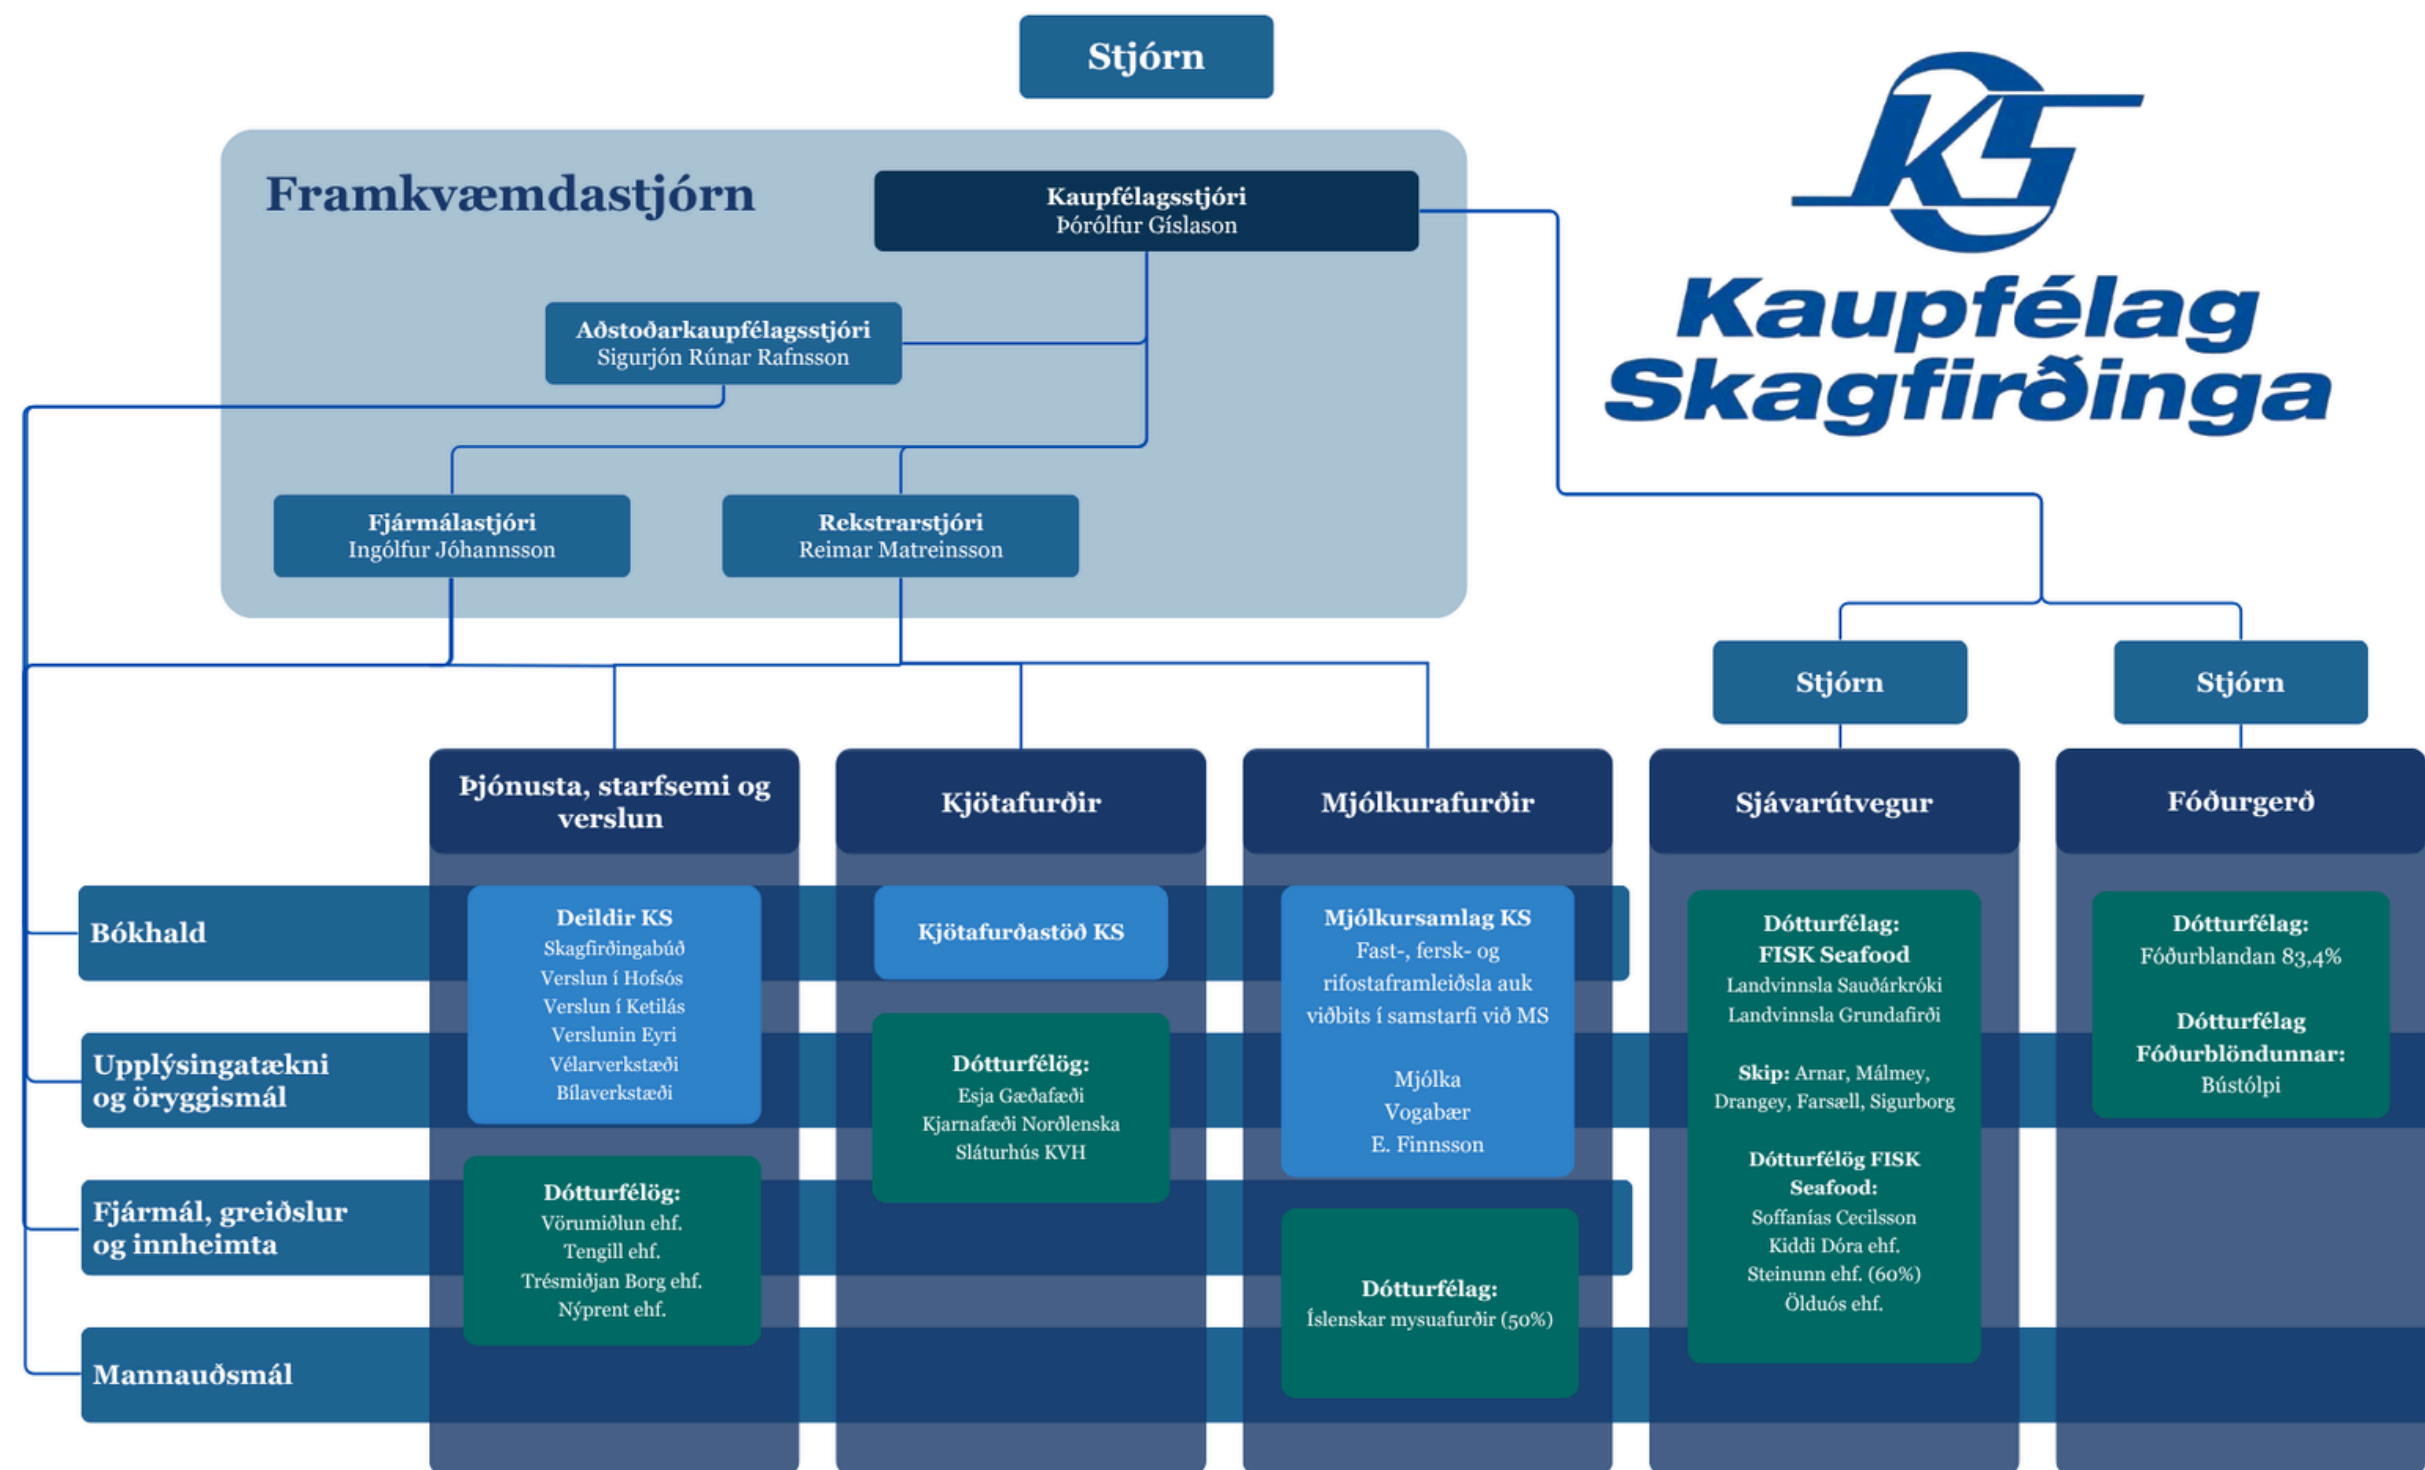 Stjórn
Kaupfélag
Skagfirðinga
Framkvæmdastjórn
Kaupfélagsstjóri
Þórólfur Gíslason
Aðstoðarkaupfélagsstjóri
Sigurjón Rúnar Rafnsson
Fjármálastjóri
Ingólfur Jóhannsson
Rekstrarstjóri
Reimar Matreinsson
Stjórn
Stjórn
Þjónusta, starfsemi og
verslun
Kjötafurðir
Mjólkurafurðir
Sjávarútvegur
Fóðurgerð
Bókhald
Upplýsingatækni
og öryggismál
Fjármál, greiðslur
og innheimta
Mannauðsmál
Deildir KS
Skagfirðingabúð
Verslun í Hofsós
Verslun í Ketilás
Verslunin Eyri
Vélarverkstæði
Bílaverkstæði
Dótturfélög:
Vörumiðlun ehf.
Tengill ehf.
Trésmiðjan Borg ehf.
Nýprent ehf.
Kjötafurðastöð KS
Dótturfélög:
Esja Gæðafæði
Kjarnafæði Norðlenska
Sláturhús KVH
Mjólkursamlag KS
Fast-, fersk- og
rifostaframleiðsla auk
viðbits í samstarfi við MS
Mjólka
Vogabær
E. Finnsson
Dótturfélag:
Íslenskar mysuafurðir (50%)
Dótturfélag:
FISK Seafood
Landvinnsla Sauðárkróki
Landvinnsla Grundafirði
Skip: Arnar, Málmey,
Drangey, Farsæll, Sigurborg
Dótturfélög FISK
Seafood:
Soffanías Cecilsson
Kiddi Dóra ehf.
Steinunn ehf. (60%)
Ölduós ehf.
Dótturfélag:
Fóðurblandan 83,4%
Dótturfélag
Fóðurblöndunnar:
Bústólpi